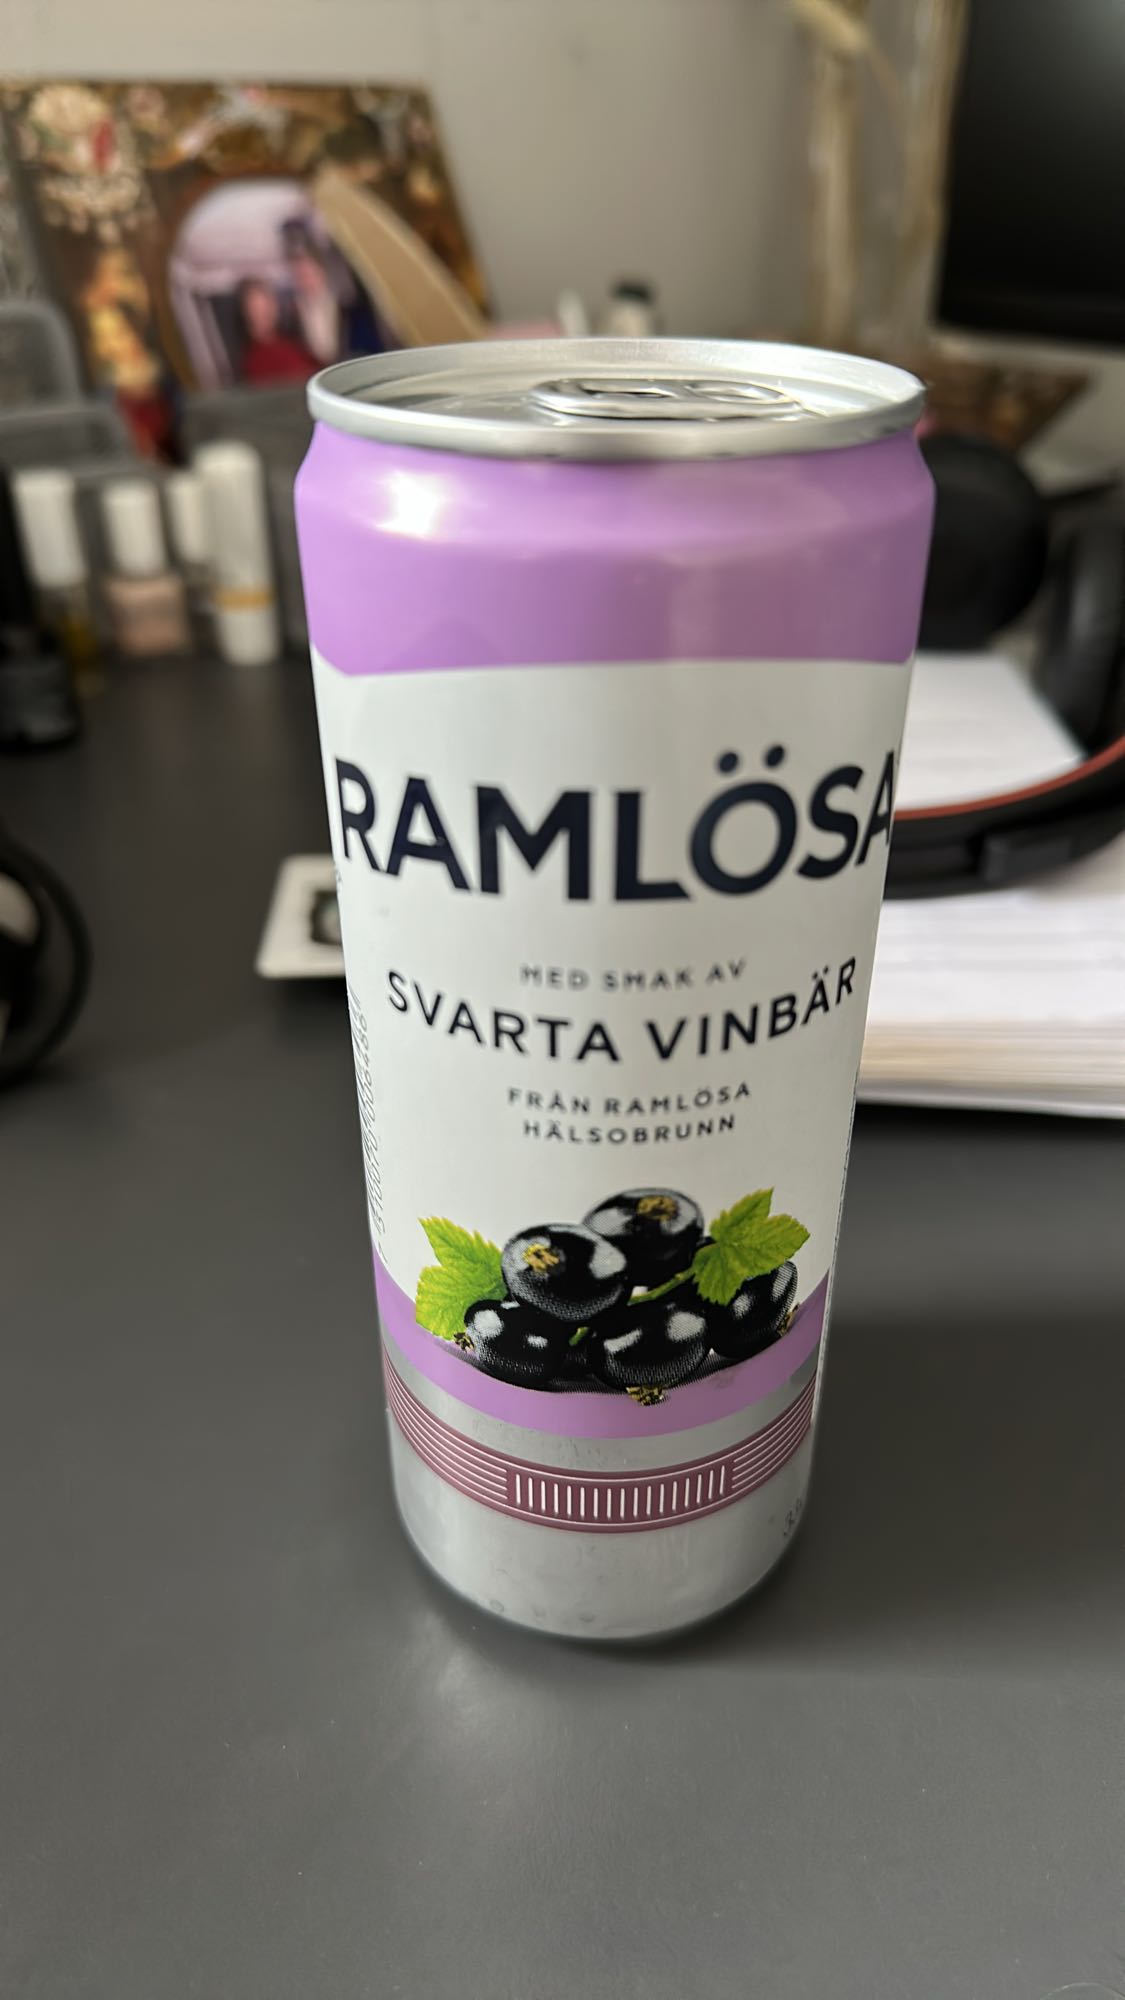 RAMLÖSA
MED SMAK AV
SVARTA VINBÄR
FRÅN RAMLÖSA
HÄLSOBRUNN